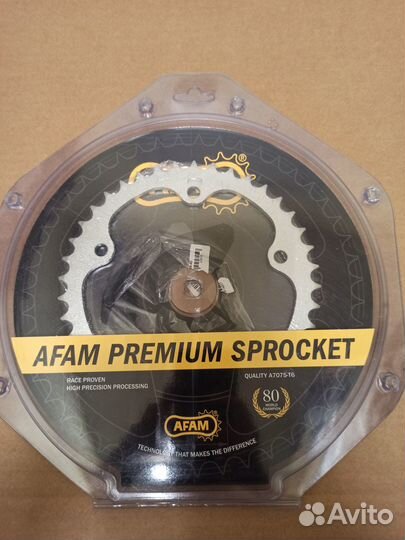 AFAM PREMIUM SPROCKET
RACE PROVEN
HIGH PRECISION PROCESSING
QUALITY A7075-T6
80
WORLD
CHAMPION
AFAM
®
TECHNOLOGY THAT MAKES THE DIFFERENCE
Avito